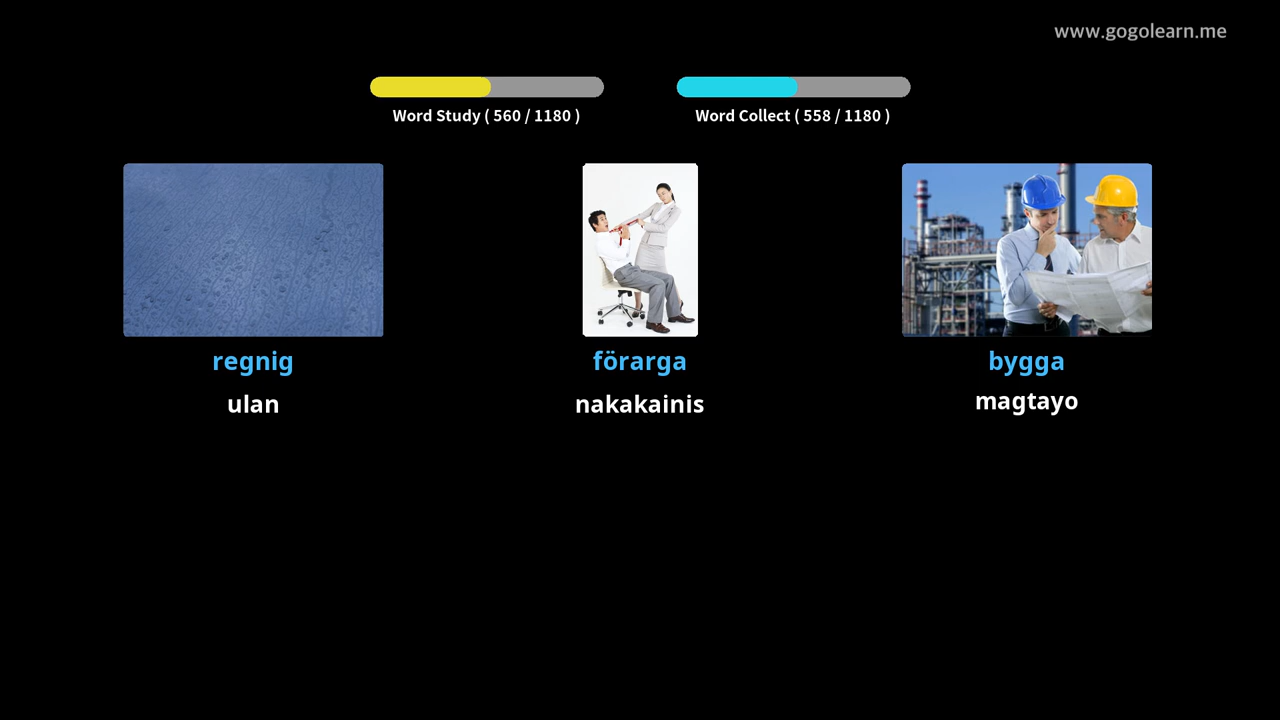 www.gogolearn.me
Word Study ( 560 / 1180 )
Word Collect ( 558 / 1180 )
regnig
förarga
bygga
ulan
nakakainis
magtayo